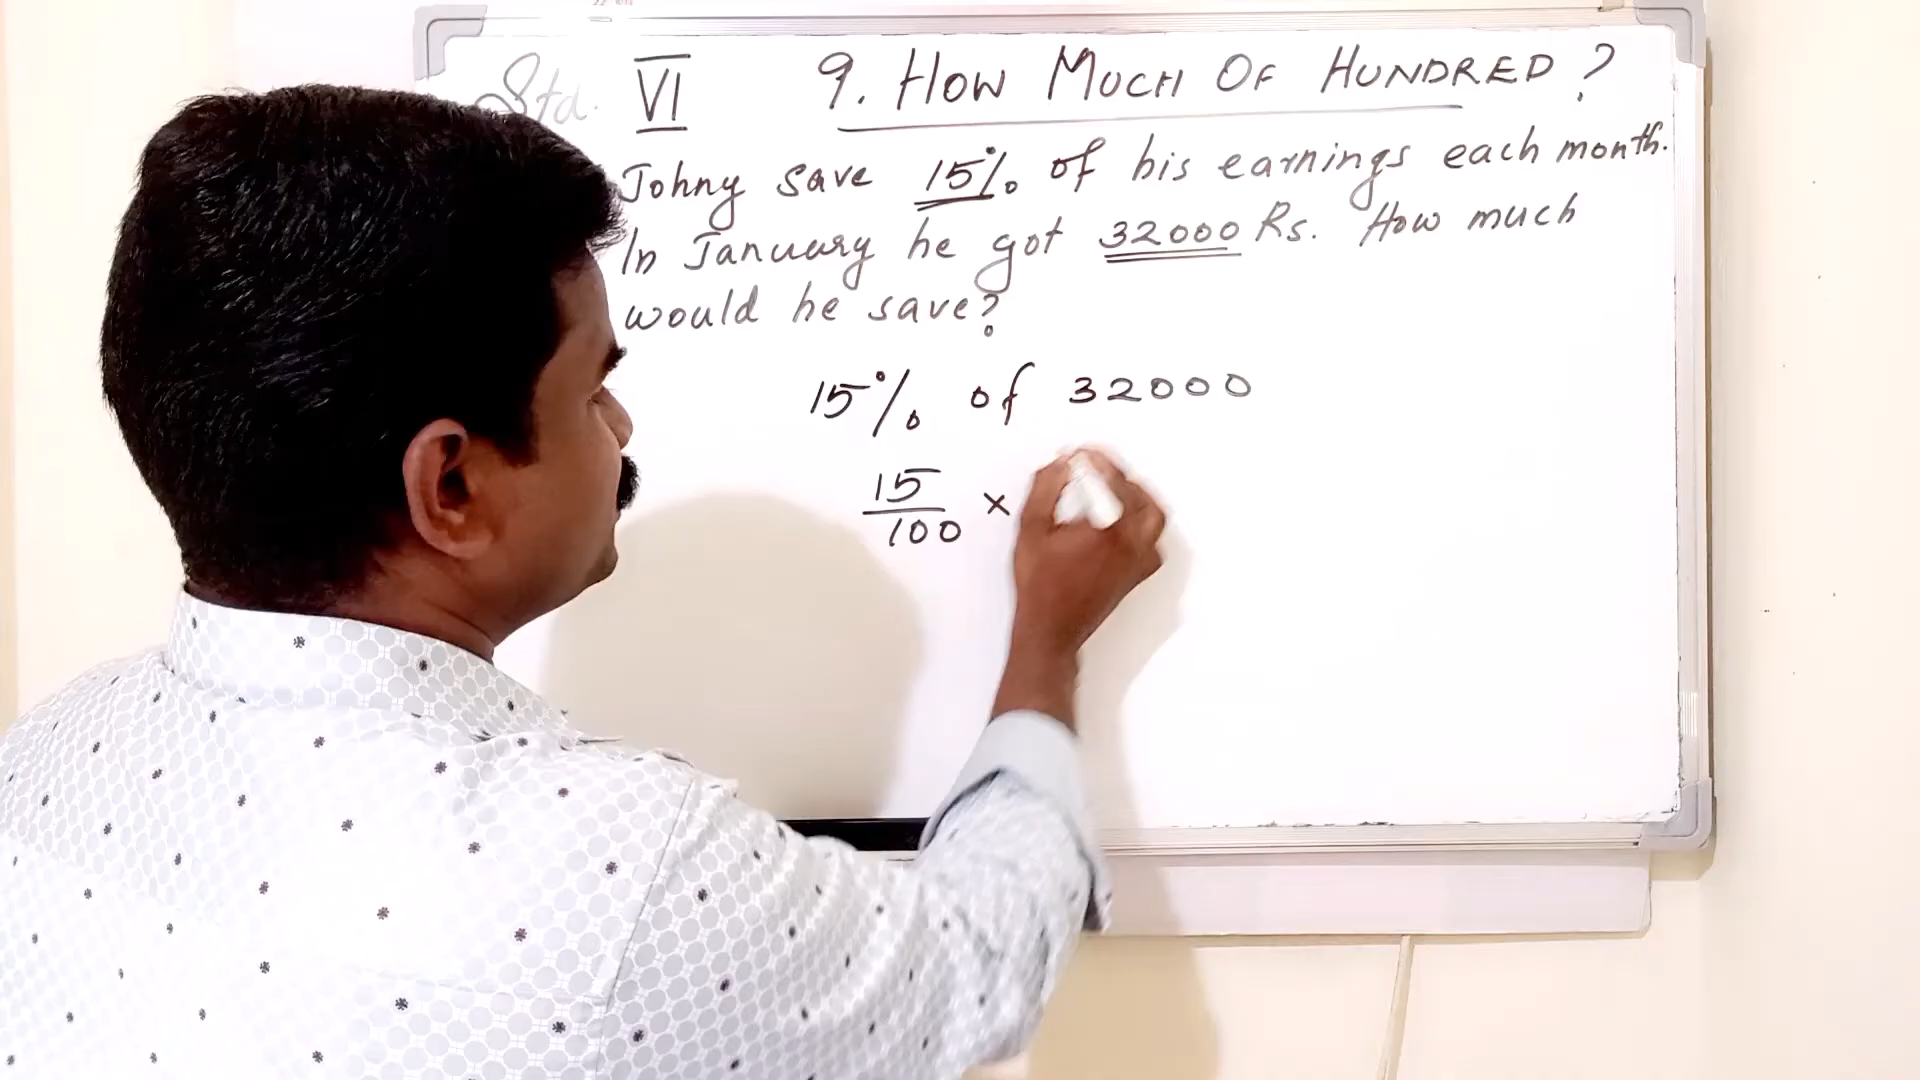 Std. VI 9. HOW MUCH OF HUNDRED?
Johny save 15% of his earnings each month.
In January he got 32000 Rs. How much
would he save?
15% of 32000
15
100 ×